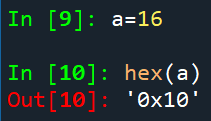 In [9]: a=16
In [10]: hex(a)
Out[10]: '0x10'